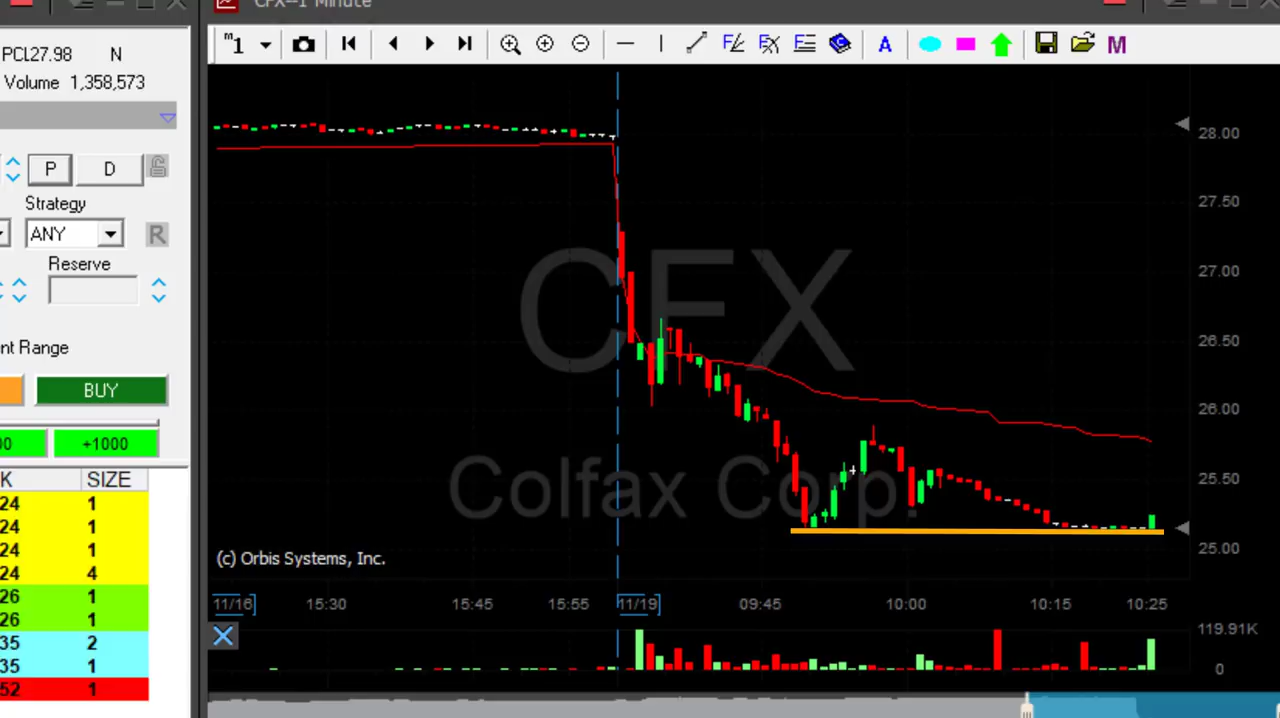 CFX--1 Minute
PCL27.98 N
Volume 1,358,573
P D
Strategy
ANY R
Reserve
nt Range
BUY
00 +1000
K SIZE
24 1
24 1
24 1
24 4
26 1
26 1
35 2
35 1
52 1
m1
A
M
CFX
Colfax Corp.
(c) Orbis Systems, Inc.
28.00
27.50
27.00
26.50
26.00
25.50
25.00
11/16 15:30 15:45 15:55 11/19 09:45 10:00 10:15 10:25
119.91K
0